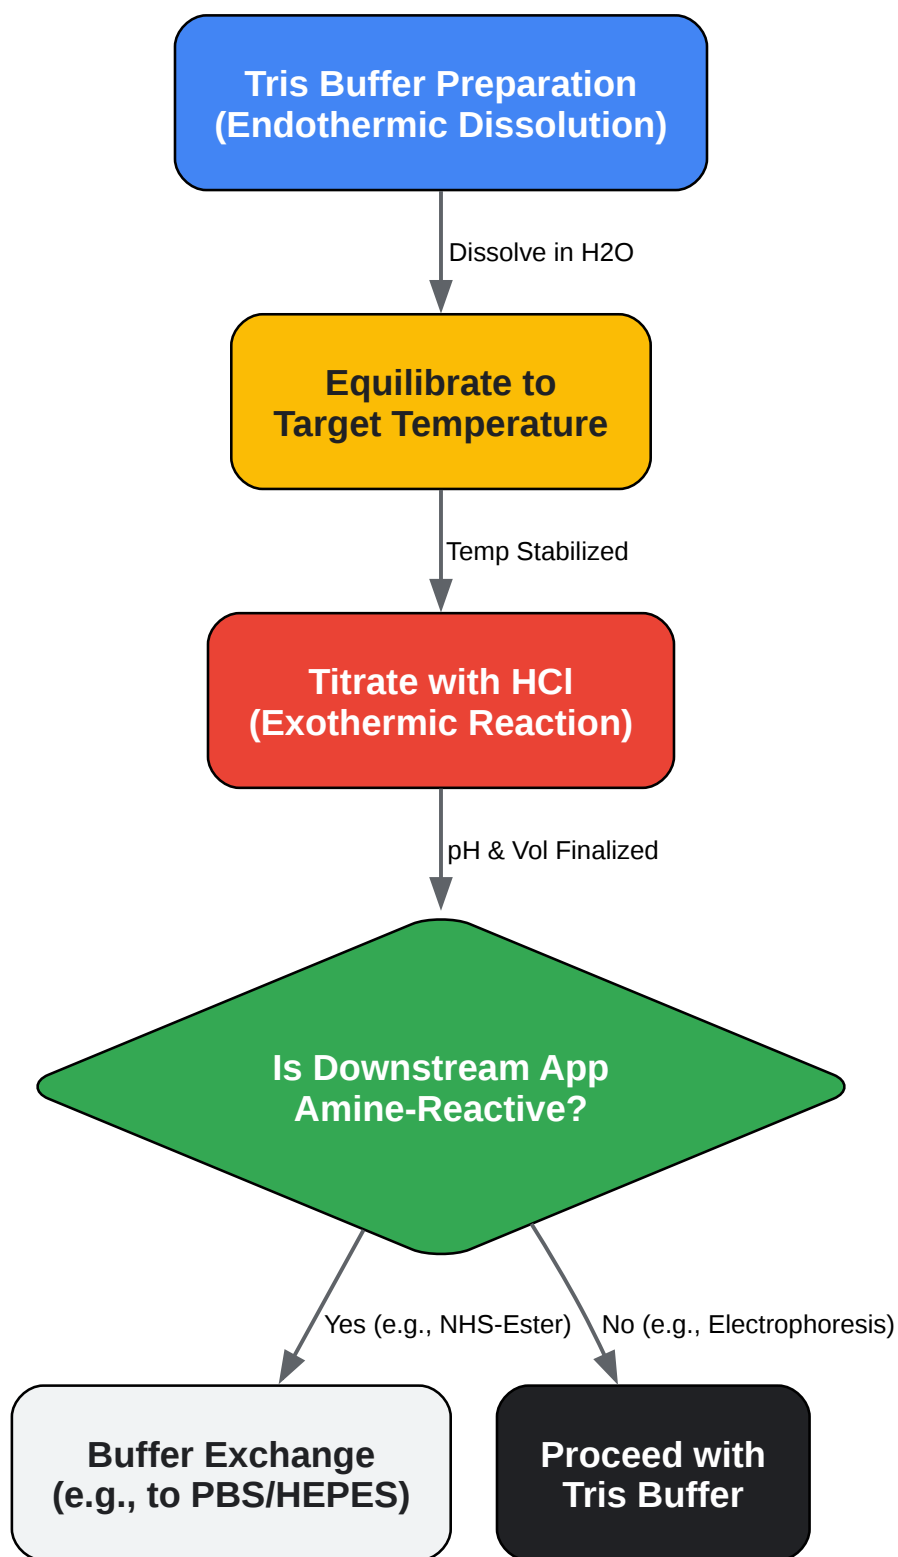 Tris Buffer Preparation
(Endothermic Dissolution)
Dissolve in H2O
Equilibrate to
Target Temperature
Temp Stabilized
Titrate with HCl
(Exothermic Reaction)
pH & Vol Finalized
Is Downstream App
Amine-Reactive?
Yes (e.g., NHS-Ester)
No (e.g., Electrophoresis)
Buffer Exchange
(e.g., to PBS/HEPES)
Proceed with
Tris Buffer